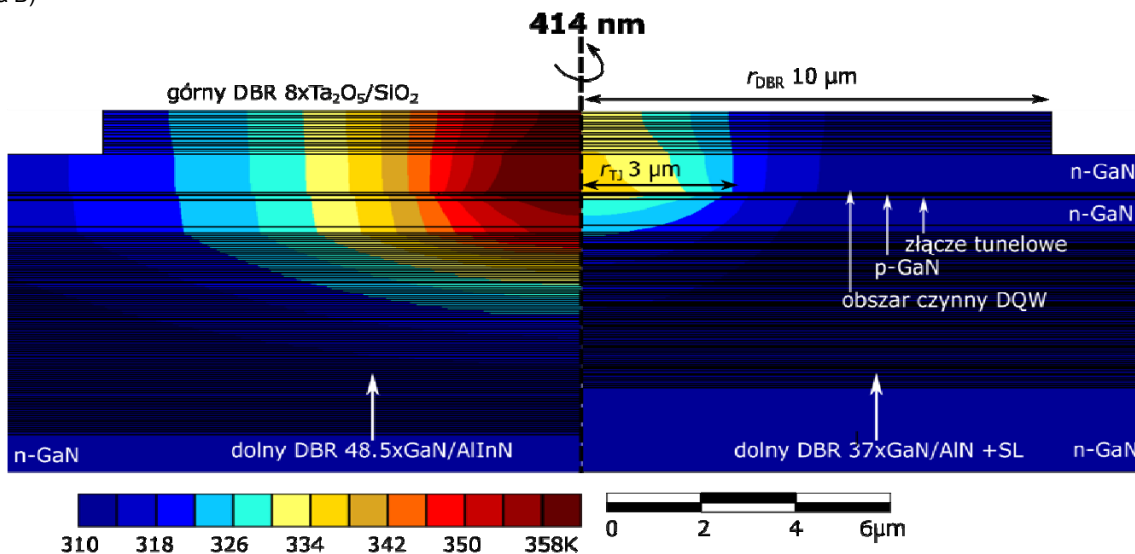 414 nm
górny DBR 8xTa₂O₅/SiO₂
r_DBR 10 µm
r_TJ 3 µm
n-GaN
n-GaN
złącze tunelowe
p-GaN
obszar czynny DQW
n-GaN
dolny DBR 48.5xGaN/AlInN
dolny DBR 37xGaN/AlN +SL
n-GaN
310 318 326 334 342 350 358K
0 2 4 6µm